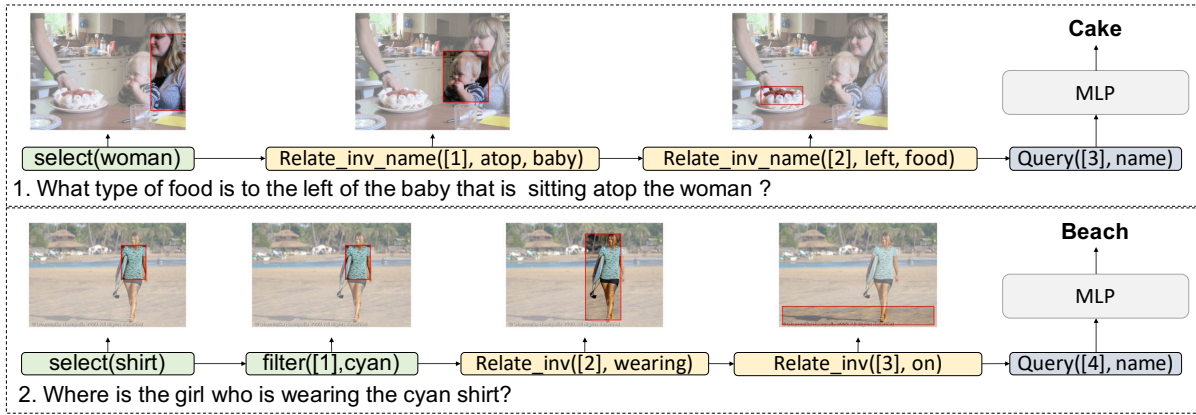 Cake
MLP
select(woman)
Relate_inv_name([1], atop, baby)
Relate_inv_name([2], left, food)
Query([3], name)
1. What type of food is to the left of the baby that is sitting atop the woman ?
Beach
MLP
select(shirt)
filter([1],cyan)
Relate_inv([2], wearing)
Relate_inv([3], on)
Query([4], name)
2. Where is the girl who is wearing the cyan shirt?